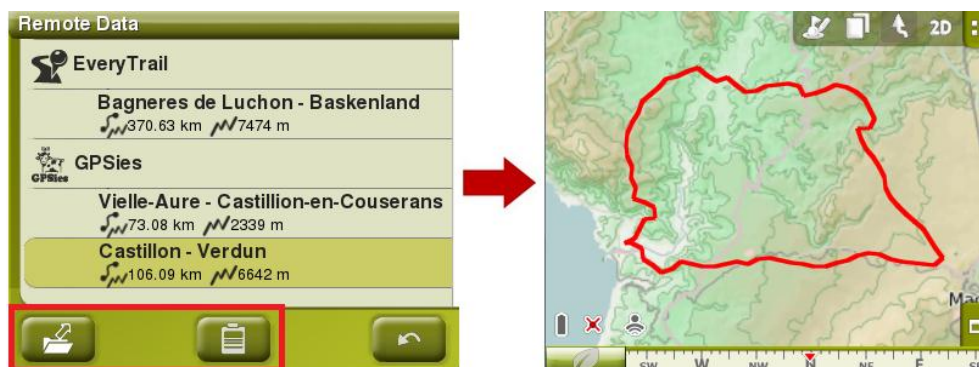 Remote Data
EveryTrail
Bagneres de Luchon - Baskenland
370.63 km 7474 m
GPSies
GPSies
Vielle-Aure - Castillion-en-Couserans
73.08 km 2339 m
Castillon - Verdun
106.09 km 6642 m
2D
SW W NW N NE E